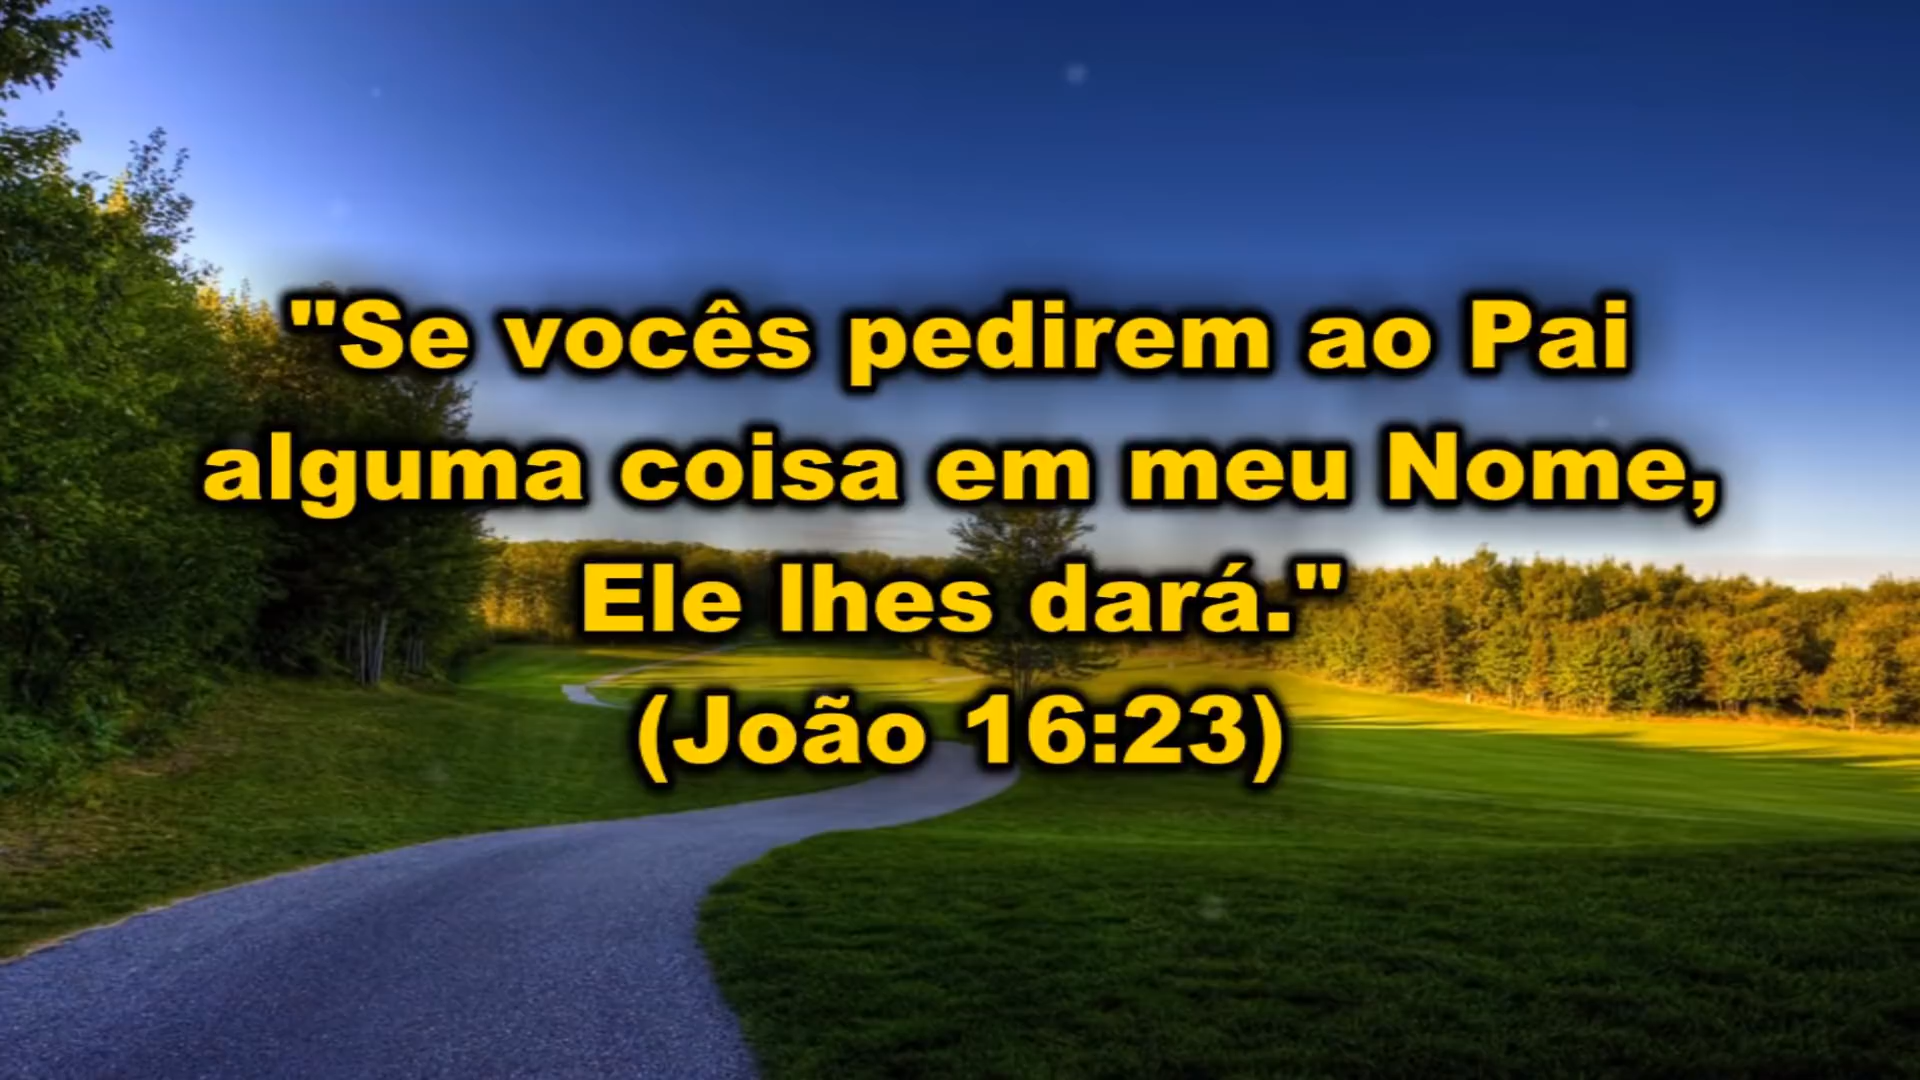 "Se vocês pedirem ao Pai
alguma coisa em meu Nome,
Ele lhes dará."
(João 16:23)